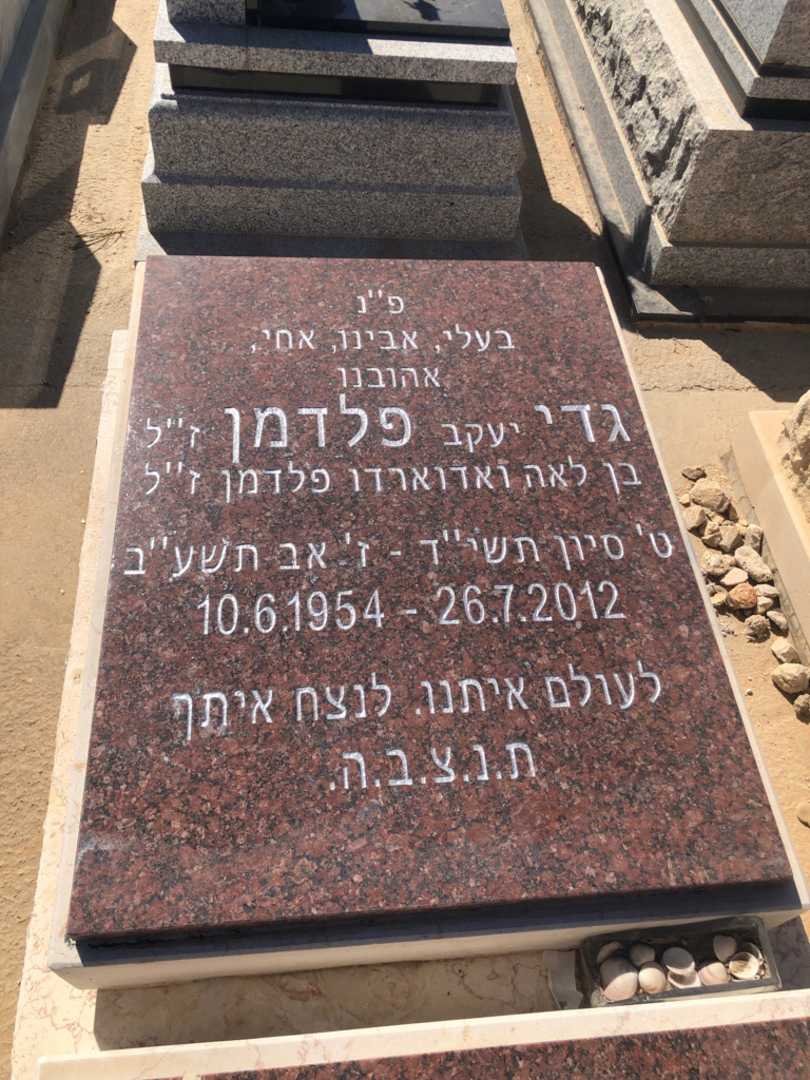 פ"נ
בעלי, אבינו, אחי,
אהובנו
גדי יעקב פלדמן ז"ל
בן לאה ואדוארדו פלדמן ז"ל
ט' סיון תשי"ד - ז' אב תשע"ב
10.6.1954 - 26.7.2012
לעולם איתנו. לנצח איתך
ת.נ.צ.ב.ה.